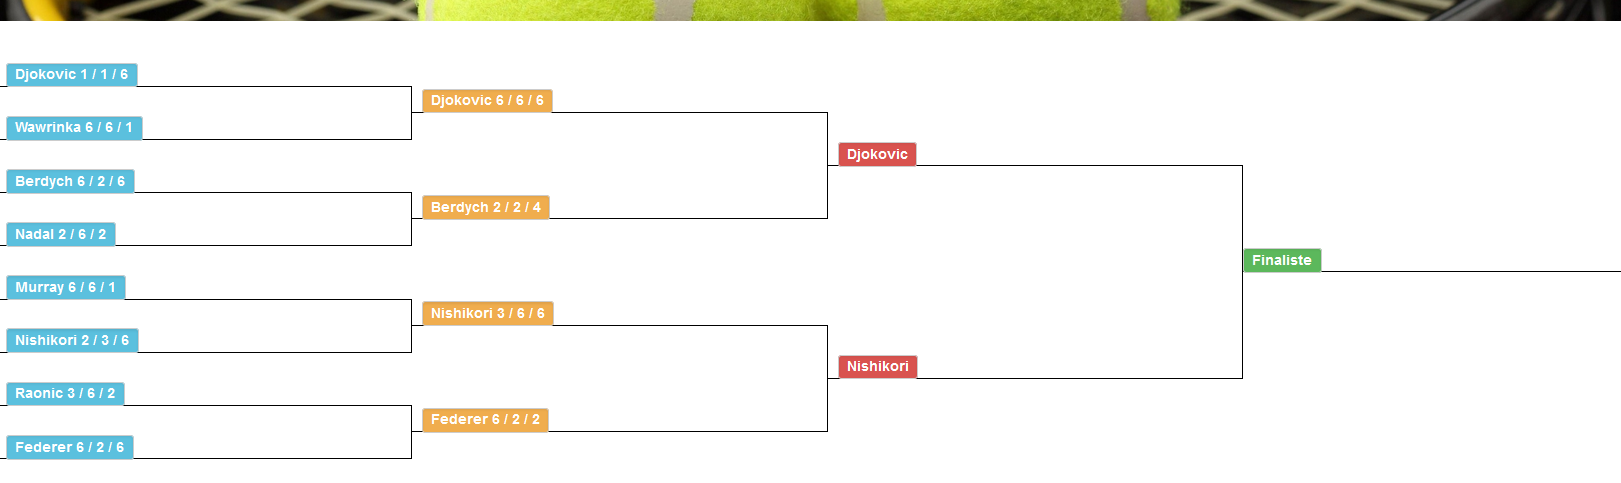 Djokovic 1 / 1 / 6
Wawrinka 6 / 6 / 1
Berdych 6 / 2 / 6
Nadal 2 / 6 / 2
Murray 6 / 6 / 1
Nishikori 2 / 3 / 6
Raonic 3 / 6 / 2
Federer 6 / 2 / 6
Djokovic 6 / 6 / 6
Berdych 2 / 2 / 4
Nishikori 3 / 6 / 6
Federer 6 / 2 / 2
Djokovic
Nishikori
Finaliste